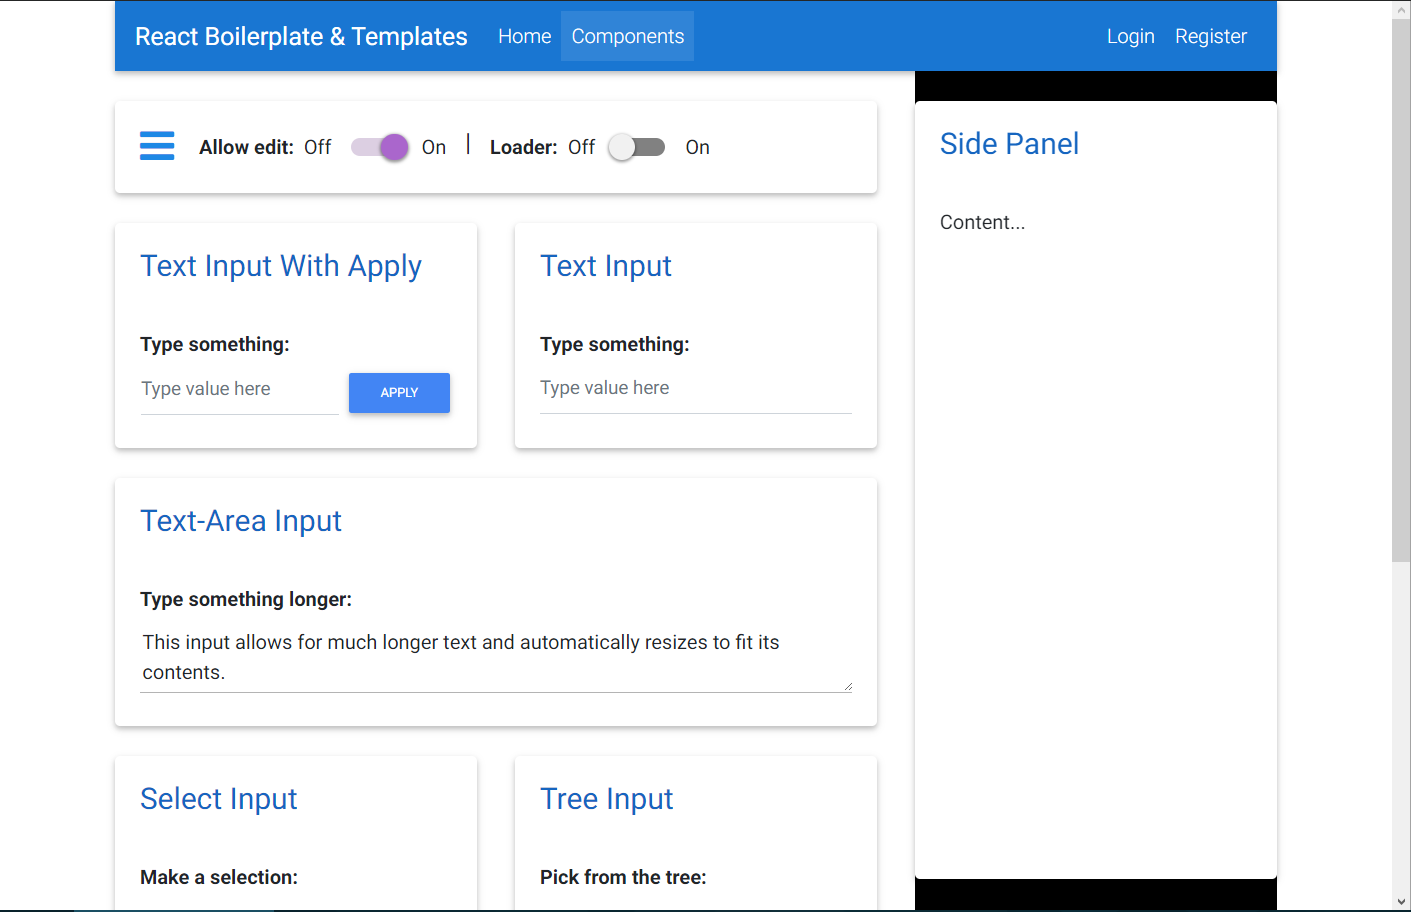 React Boilerplate & Templates Home Components Login Register
Allow edit: Off On | Loader: Off On
Side Panel
Content...
Text Input With Apply
Type something:
Type value here APPLY
Text Input
Type something:
Type value here
Text-Area Input
Type something longer:
This input allows for much longer text and automatically resizes to fit its
contents.
Select Input
Make a selection:
Tree Input
Pick from the tree: